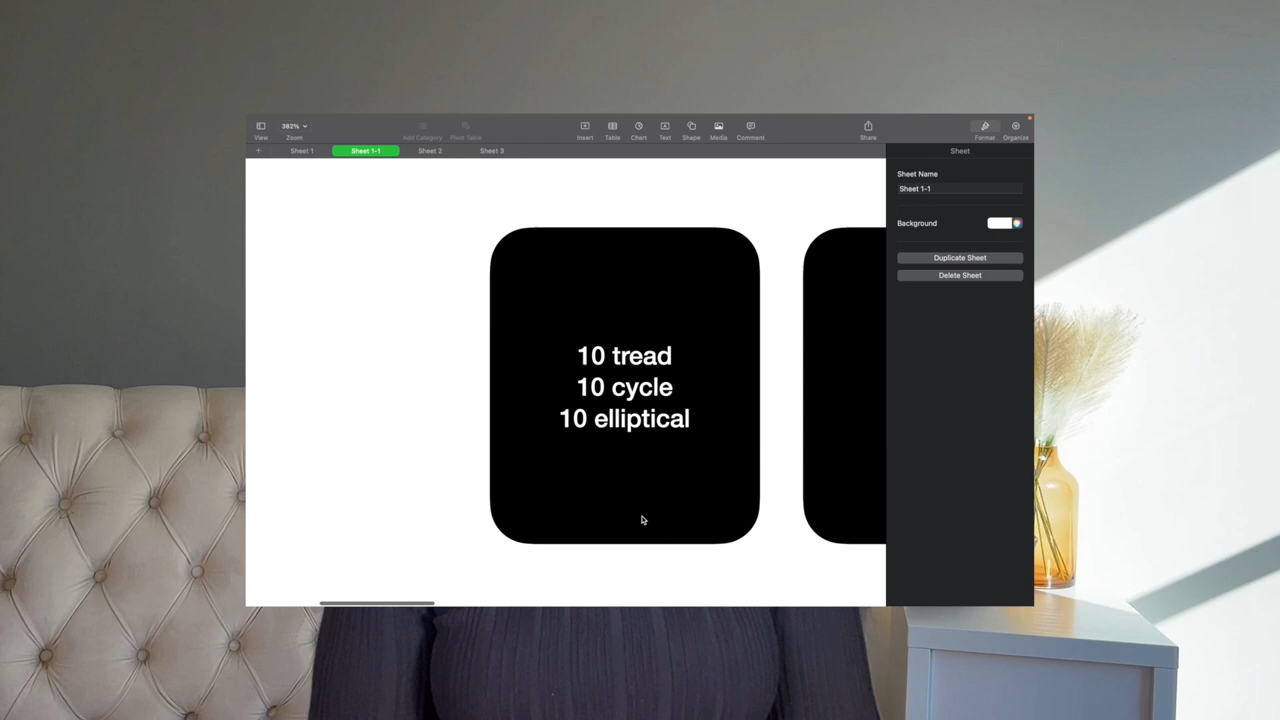 382%
View
Zoom
Add Category
Pivot Table
Insert
Table
Chart
Text
Shape
Media
Comment
Share
Format
Organize
Sheet 1
Sheet 1-1
Sheet 2
Sheet 3
Sheet
Sheet Name
Sheet 1-1
Background
Duplicate Sheet
Delete Sheet
10 tread
10 cycle
10 elliptical